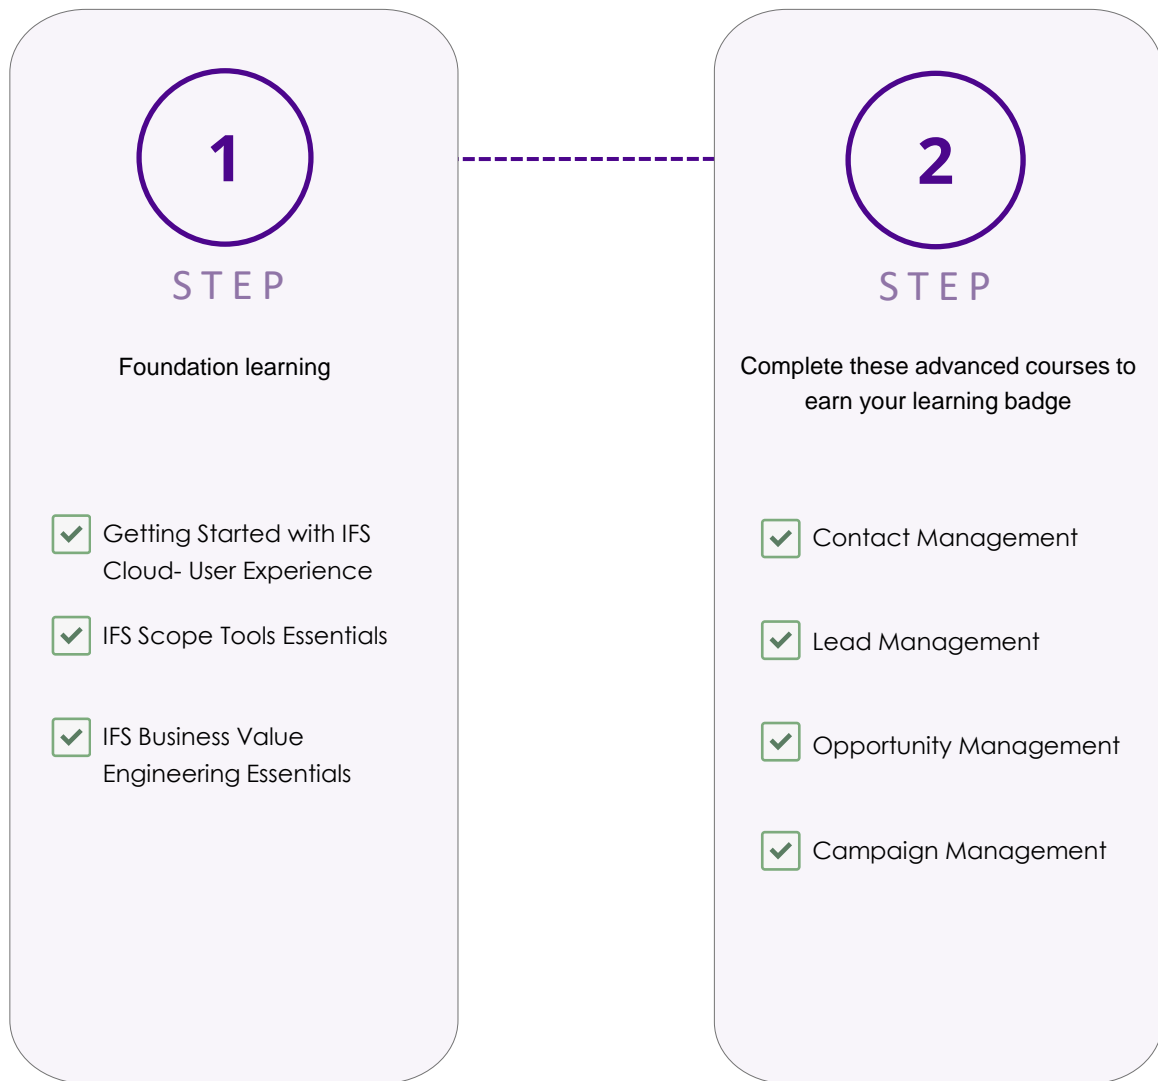 1
STEP
Foundation learning
Getting Started with IFS
Cloud- User Experience
IFS Scope Tools Essentials
IFS Business Value
Engineering Essentials
2
STEP
Complete these advanced courses to
earn your learning badge
Contact Management
Lead Management
Opportunity Management
Campaign Management